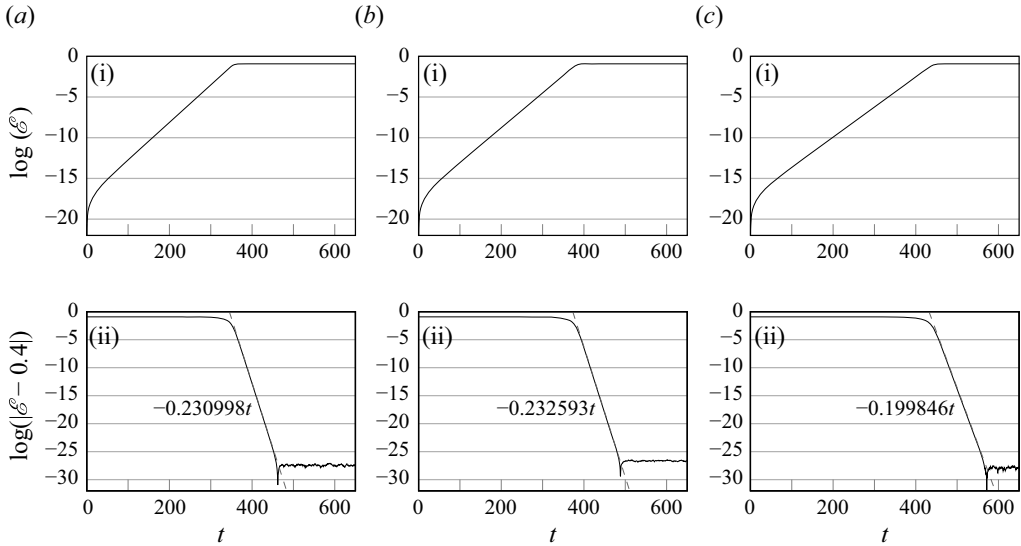 (a) (b) (c)
(i) (i) (i)
0 0 0
−5 −5 −5
−10 −10 −10
−15 −15 −15
−20 −20 −20
log (ℰ)
0 200 400 600 0 200 400 600 0 200 400 600
(ii) (ii) (ii)
0 0 0
−5 −5 −5
−10 −10 −10
−15 −15 −15
−0.230998t −0.232593t −0.199846t
−20 −20 −20
−25 −25 −25
−30 −30 −30
log(|ℰ − 0.4|)
0 200 400 600 0 200 400 600 0 200 400 600
t t t